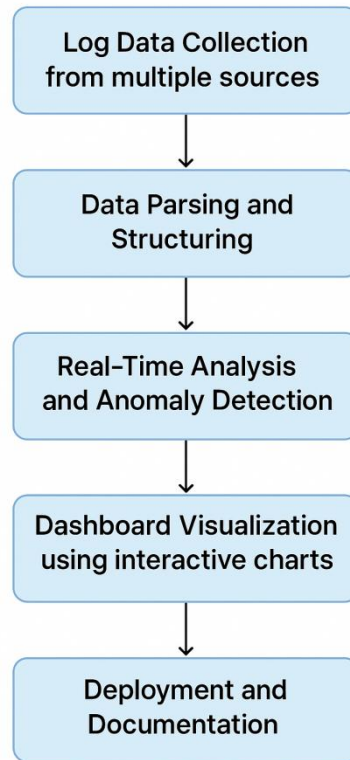 Log Data Collection
from multiple sources
Data Parsing and
Structuring
Real-Time Analysis
and Anomaly Detection
Dashboard Visualization
using interactive charts
Deployment and
Documentation